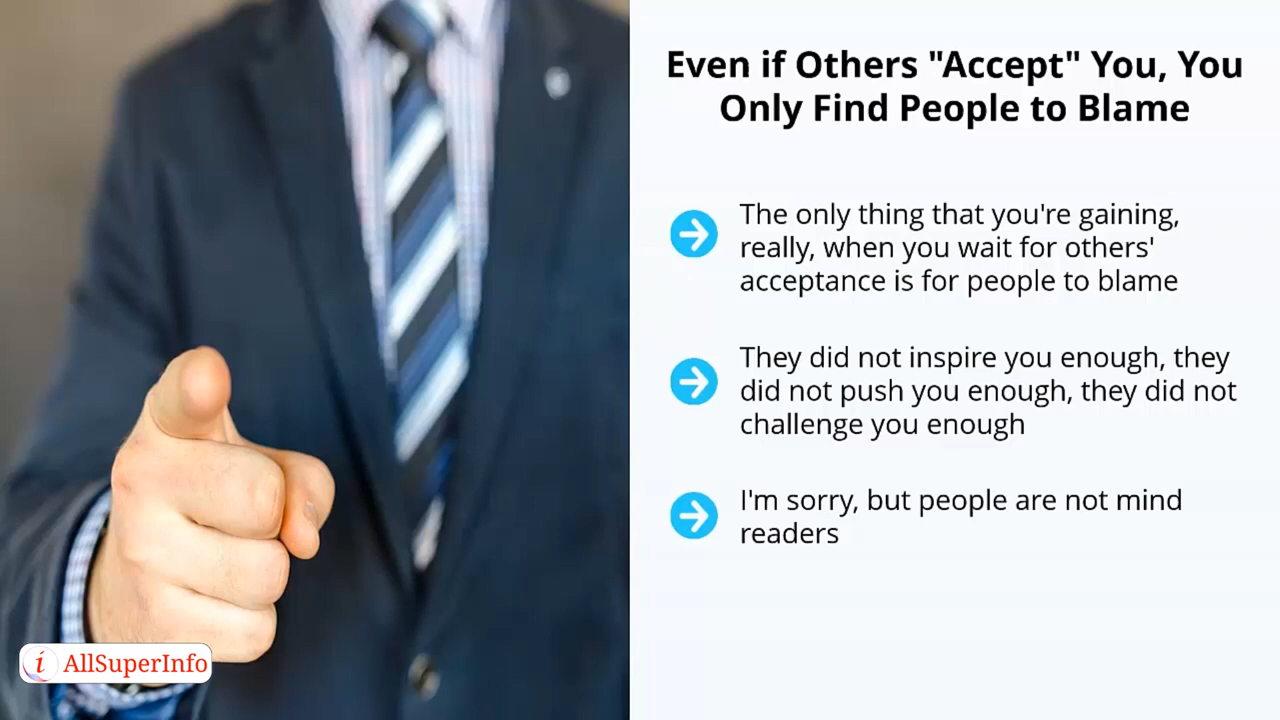 Even if Others "Accept" You, You
Only Find People to Blame
The only thing that you're gaining,
really, when you wait for others'
acceptance is for people to blame
They did not inspire you enough, they
did not push you enough, they did not
challenge you enough
I'm sorry, but people are not mind
readers
i AllSuperInfo